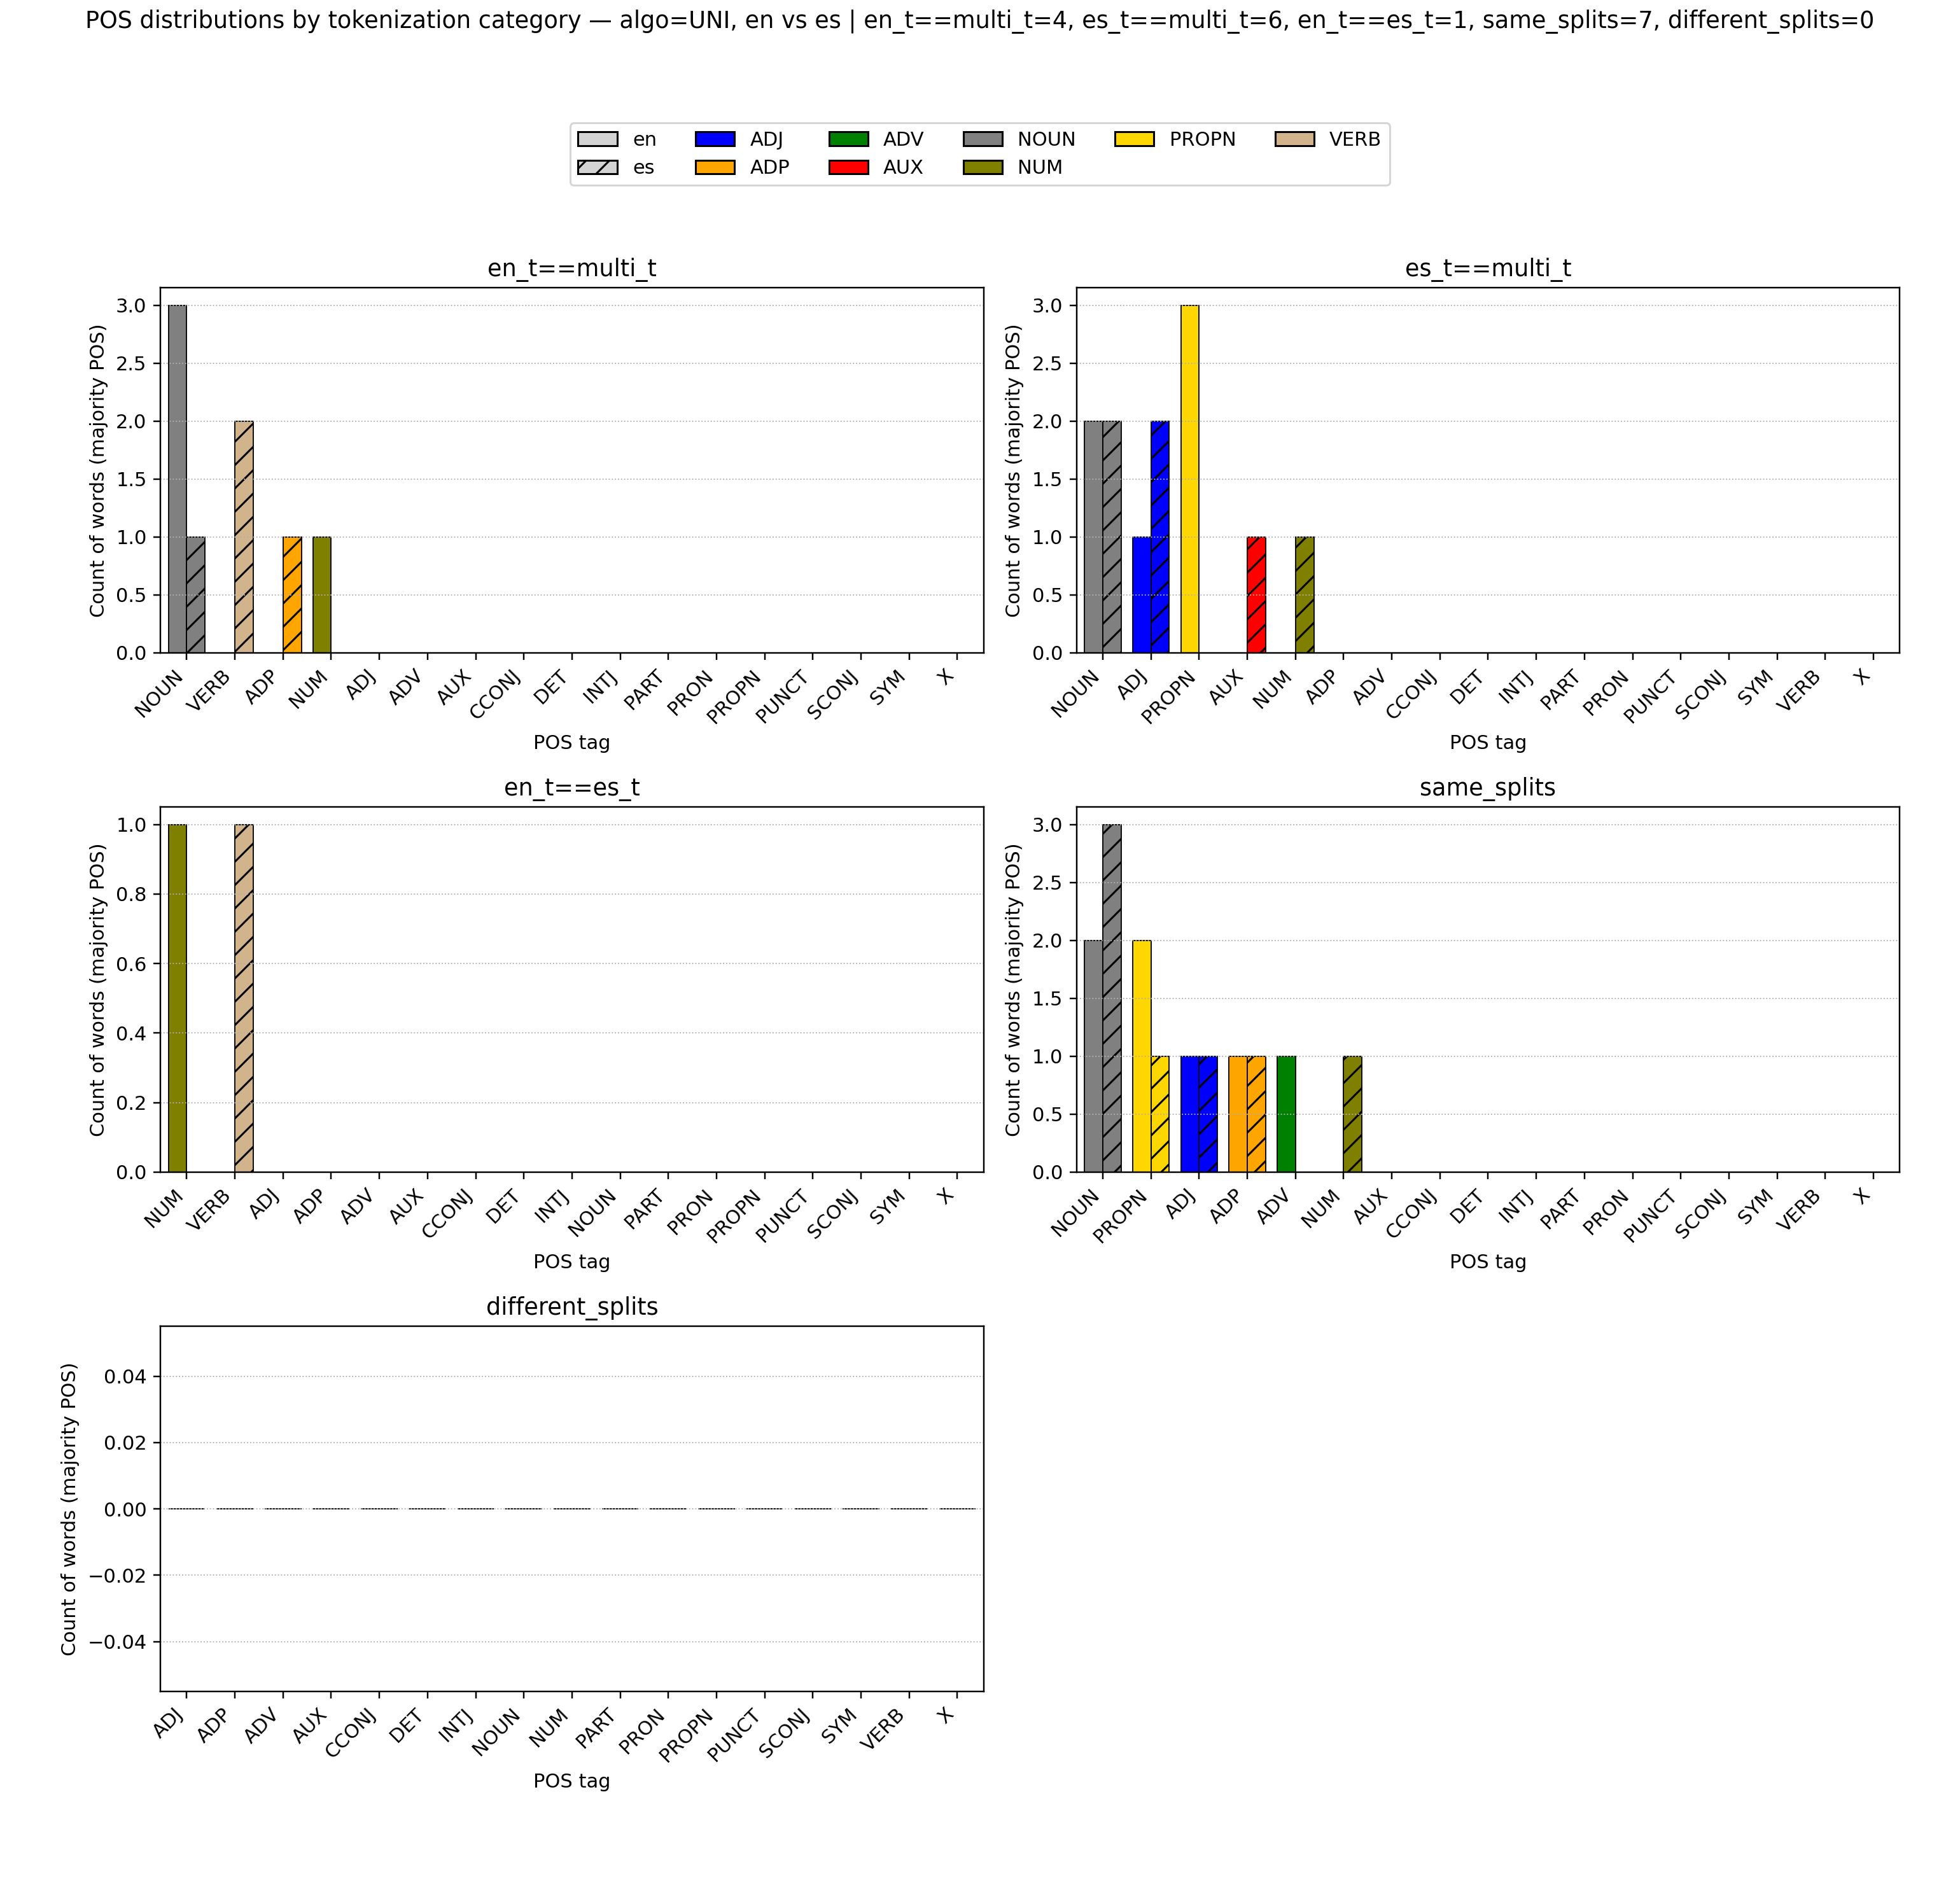 POS distributions by tokenization category — algo=UNI, en vs es | en_t==multi_t=4, es_t==multi_t=6, en_t==es_t=1, same_splits=7, different_splits=0
en ADJ ADV NOUN PROPN VERB
es ADP AUX NUM
en_t==multi_t
Count of words (majority POS)
3.0
2.5
2.0
1.5
1.0
0.5
0.0
NOUN VERB ADP NUM ADJ ADV AUX CCONJ DET INTJ PART PRON PROPN PUNCT SCONJ SYM X
POS tag
es_t==multi_t
Count of words (majority POS)
3.0
2.5
2.0
1.5
1.0
0.5
0.0
NOUN ADJ PROPN AUX NUM ADP ADV CCONJ DET INTJ PART PRON PUNCT SCONJ SYM VERB X
POS tag
en_t==es_t
Count of words (majority POS)
1.0
0.8
0.6
0.4
0.2
0.0
NUM VERB ADJ ADP ADV AUX CCONJ DET INTJ NOUN PART PRON PROPN PUNCT SCONJ SYM X
POS tag
same_splits
Count of words (majority POS)
3.0
2.5
2.0
1.5
1.0
0.5
0.0
NOUN PROPN ADJ ADP ADV NUM AUX CCONJ DET INTJ PART PRON PUNCT SCONJ SYM VERB X
POS tag
different_splits
Count of words (majority POS)
0.04
0.02
0.00
−0.02
−0.04
ADJ ADP ADV AUX CCONJ DET INTJ NOUN NUM PART PRON PROPN PUNCT SCONJ SYM VERB X
POS tag